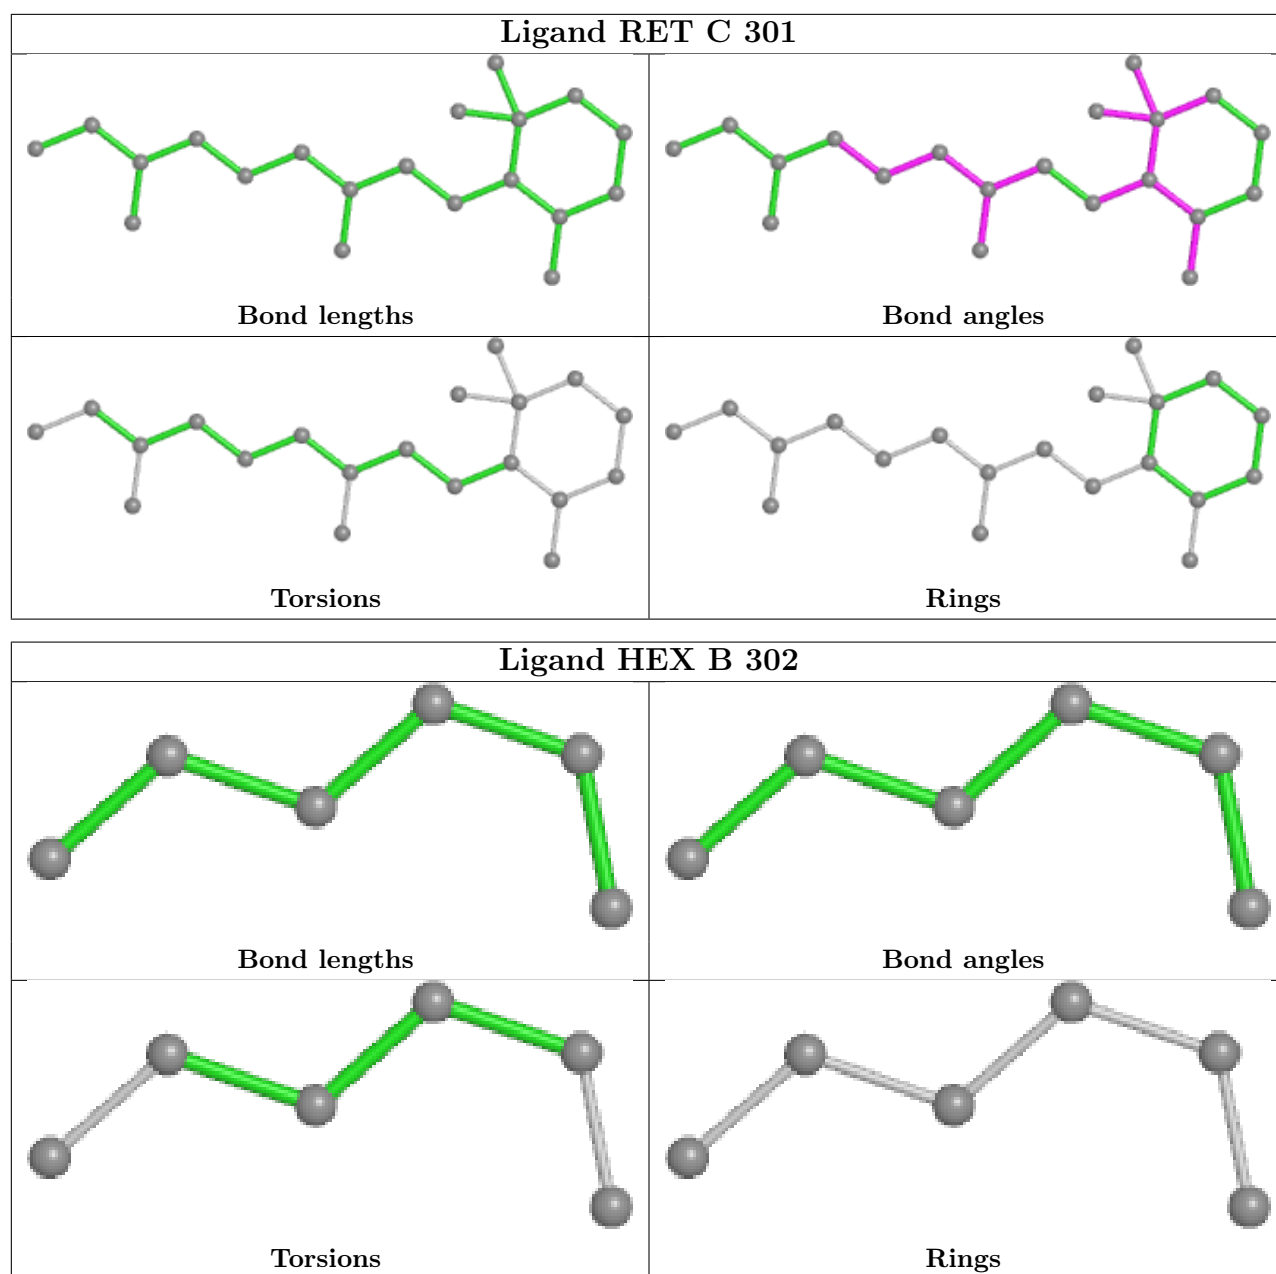 Ligand RET C 301
Bond lengths
Bond angles
Torsions
Rings
Ligand HEX B 302
Bond lengths
Bond angles
Torsions
Rings